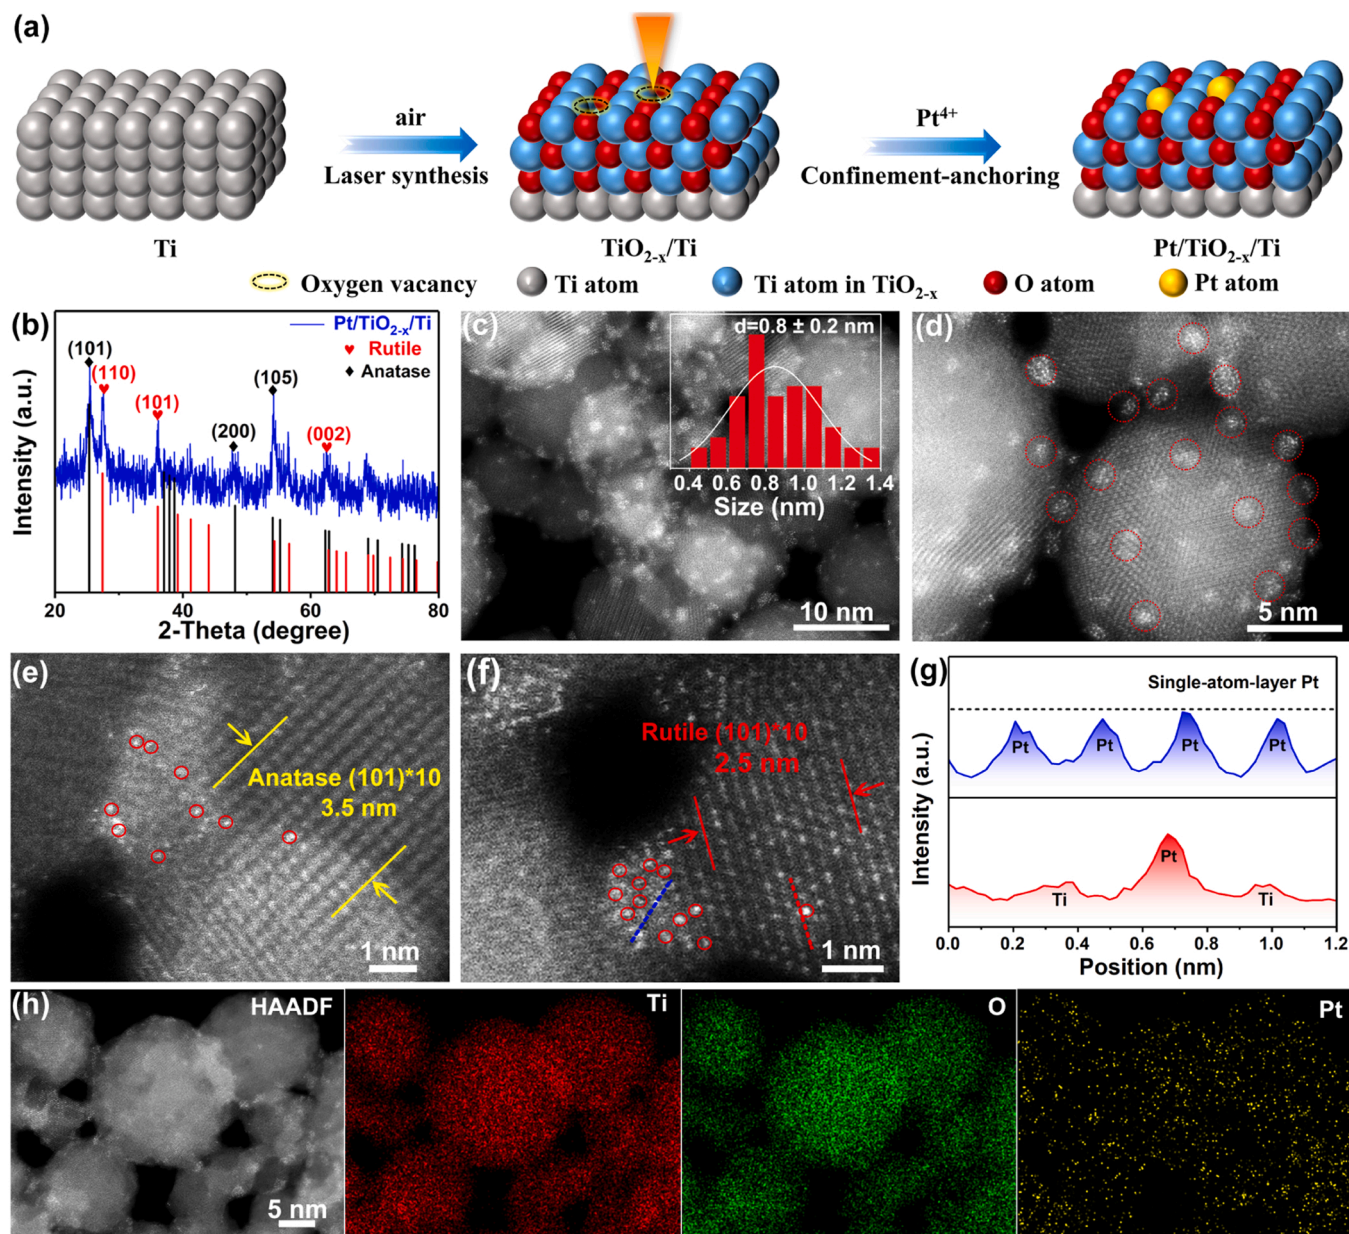 (a)
air
Laser synthesis
Pt⁴⁺
Confinement-anchoring
Ti
TiO₂₋ₓ/Ti
Pt/TiO₂₋ₓ/Ti
Oxygen vacancy
Ti atom
Ti atom in TiO₂₋ₓ
O atom
Pt atom
(b)
Pt/TiO₂₋ₓ/Ti
Rutile
Anatase
(101)
(110)
(101)
(200)
(105)
(002)
Intensity (a.u.)
20 40 60 80
2-Theta (degree)
(c)
d=0.8 ± 0.2 nm
0.4 0.6 0.8 1.0 1.2 1.4
Size (nm)
10 nm
(d)
5 nm
(e)
Anatase (101)*10
3.5 nm
1 nm
(f)
Rutile (101)*10
2.5 nm
1 nm
(g)
Single-atom-layer Pt
Pt Pt Pt Pt
Pt
Ti Ti
Intensity (a.u.)
0.0 0.2 0.4 0.6 0.8 1.0 1.2
Position (nm)
(h)
HAADF
5 nm
Ti
O
Pt